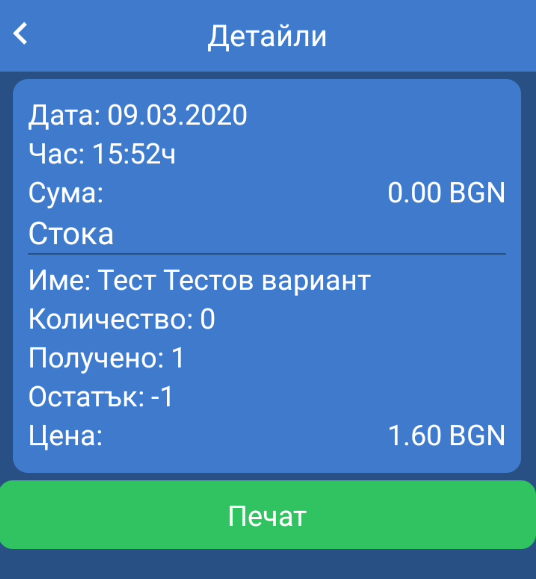 Детайли
Дата: 09.03.2020
Час: 15:52ч
Сума: 0.00 BGN
Стока
Име: Тест Тестов вариант
Количество: 0
Получено: 1
Остатък: -1
Цена: 1.60 BGN
Печат